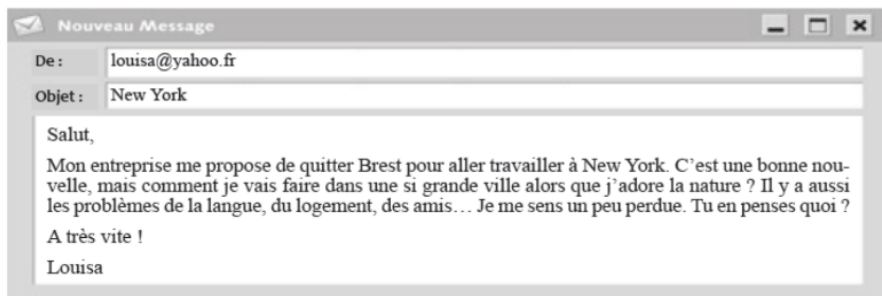 Nouveau Message
De : louisa@yahoo.fr
Objet : New York
Salut,
Mon entreprise me propose de quitter Brest pour aller travailler à New York. C’est une bonne nou-
velle, mais comment je vais faire dans une si grande ville alors que j’adore la nature ? Il y a aussi
les problèmes de la langue, du logement, des amis… Je me sens un peu perdue. Tu en penses quoi ?
A très vite !
Louisa